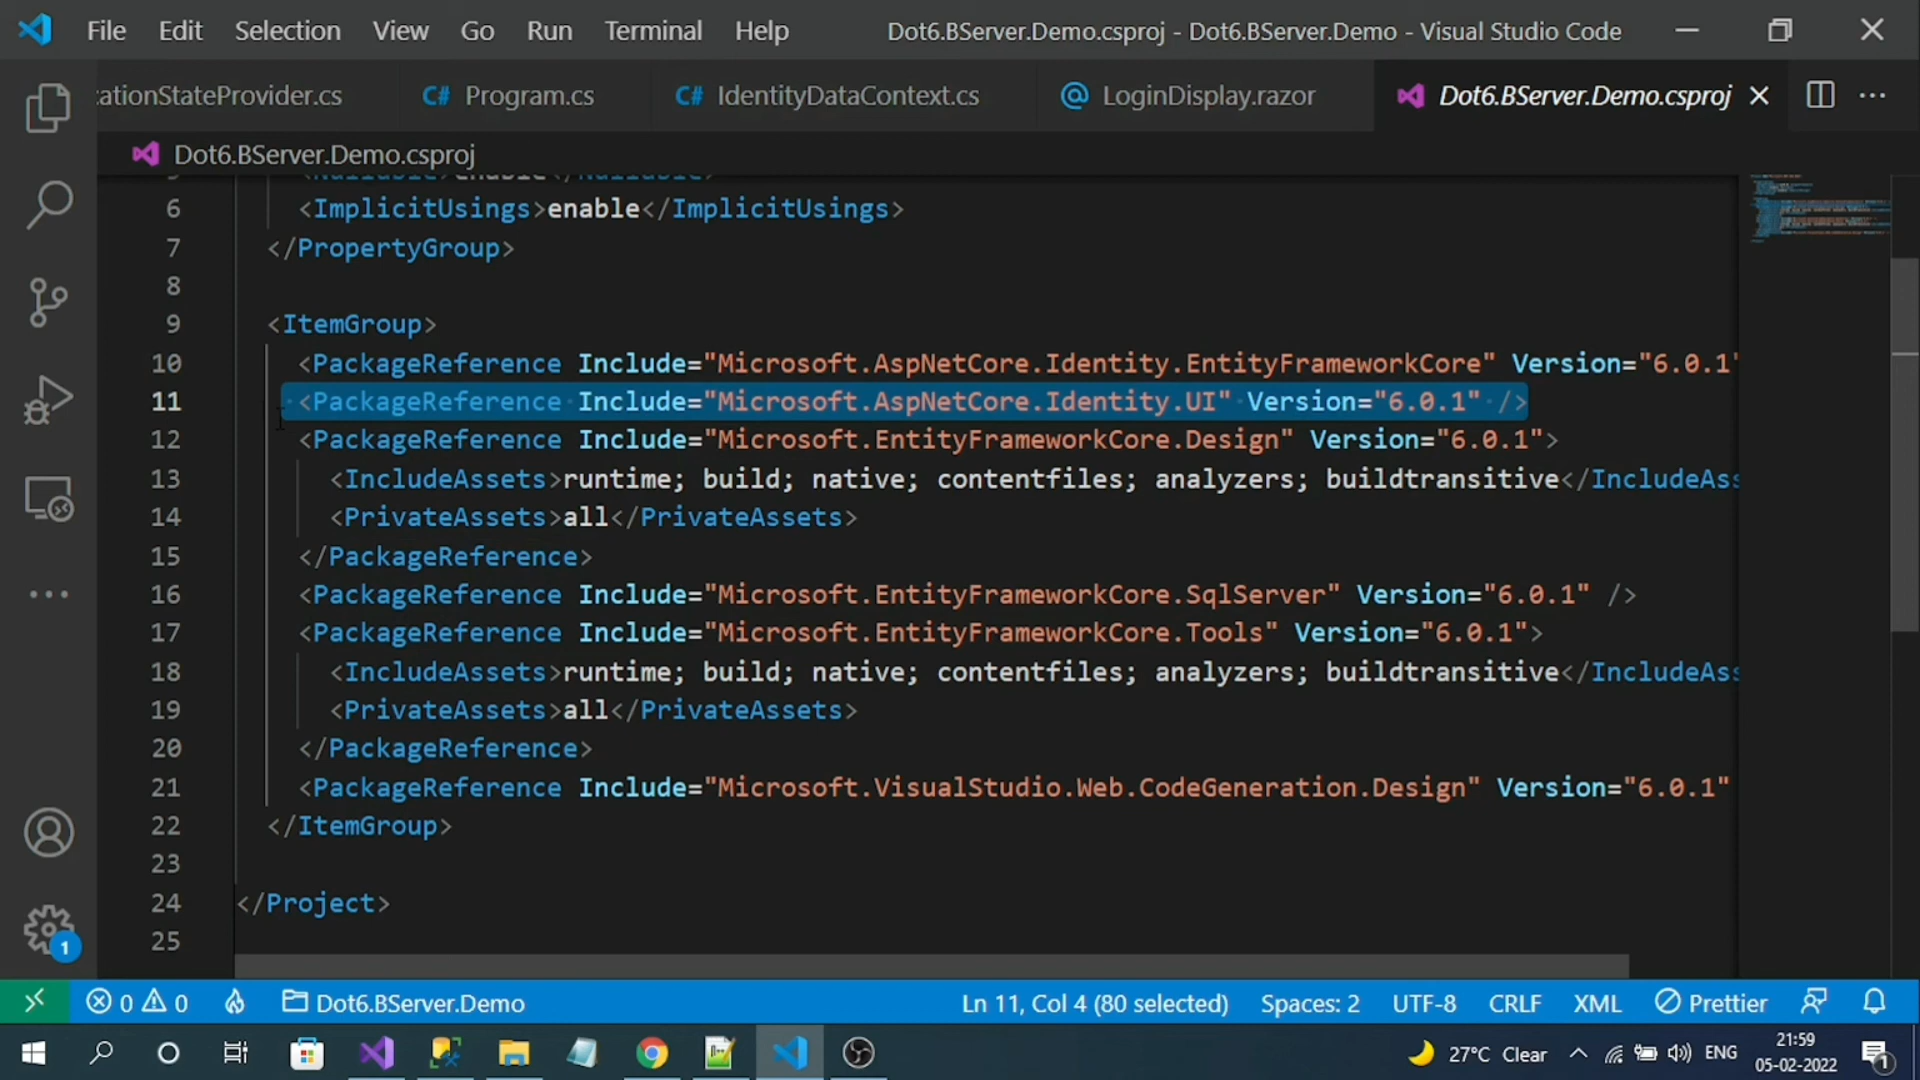 File Edit Selection View Go Run Terminal Help Dot6.BServer.Demo.csproj - Dot6.BServer.Demo - Visual Studio Code
ationStateProvider.cs C# Program.cs C# IdentityDataContext.cs LoginDisplay.razor Dot6.BServer.Demo.csproj
Dot6.BServer.Demo.csproj
<Nullable>enable</Nullable>
6 <ImplicitUsings>enable</ImplicitUsings>
7 </PropertyGroup>
8
9 <ItemGroup>
10 <PackageReference Include="Microsoft.AspNetCore.Identity.EntityFrameworkCore" Version="6.0.1"
11 <PackageReference Include="Microsoft.AspNetCore.Identity.UI" Version="6.0.1" />
12 <PackageReference Include="Microsoft.EntityFrameworkCore.Design" Version="6.0.1">
13 <IncludeAssets>runtime; build; native; contentfiles; analyzers; buildtransitive</IncludeAss
14 <PrivateAssets>all</PrivateAssets>
15 </PackageReference>
16 <PackageReference Include="Microsoft.EntityFrameworkCore.SqlServer" Version="6.0.1" />
17 <PackageReference Include="Microsoft.EntityFrameworkCore.Tools" Version="6.0.1">
18 <IncludeAssets>runtime; build; native; contentfiles; analyzers; buildtransitive</IncludeAss
19 <PrivateAssets>all</PrivateAssets>
20 </PackageReference>
21 <PackageReference Include="Microsoft.VisualStudio.Web.CodeGeneration.Design" Version="6.0.1"
22 </ItemGroup>
23
24 </Project>
25
1
0 0 Dot6.BServer.Demo Ln 11, Col 4 (80 selected) Spaces: 2 UTF-8 CRLF XML Prettier
27°C Clear ENG 21:59
05-02-2022
1